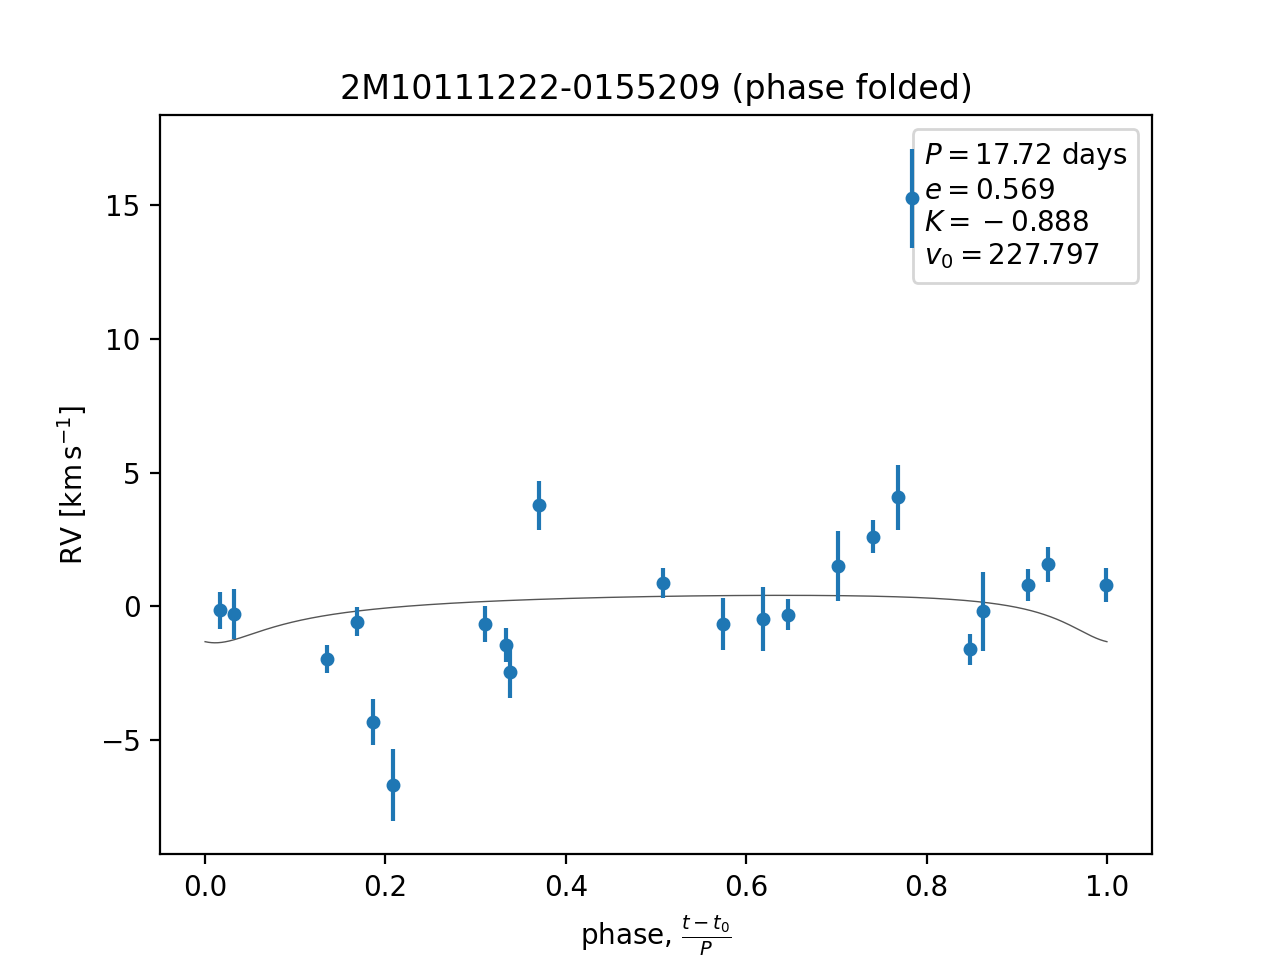 2M10111222-0155209 (phase folded)
P = 17.72 days
e = 0.569
K = −0.888
v₀ = 227.797
15
10
5
0
−5
RV [km s⁻¹]
0.0 0.2 0.4 0.6 0.8 1.0
phase, (t − t₀)/P